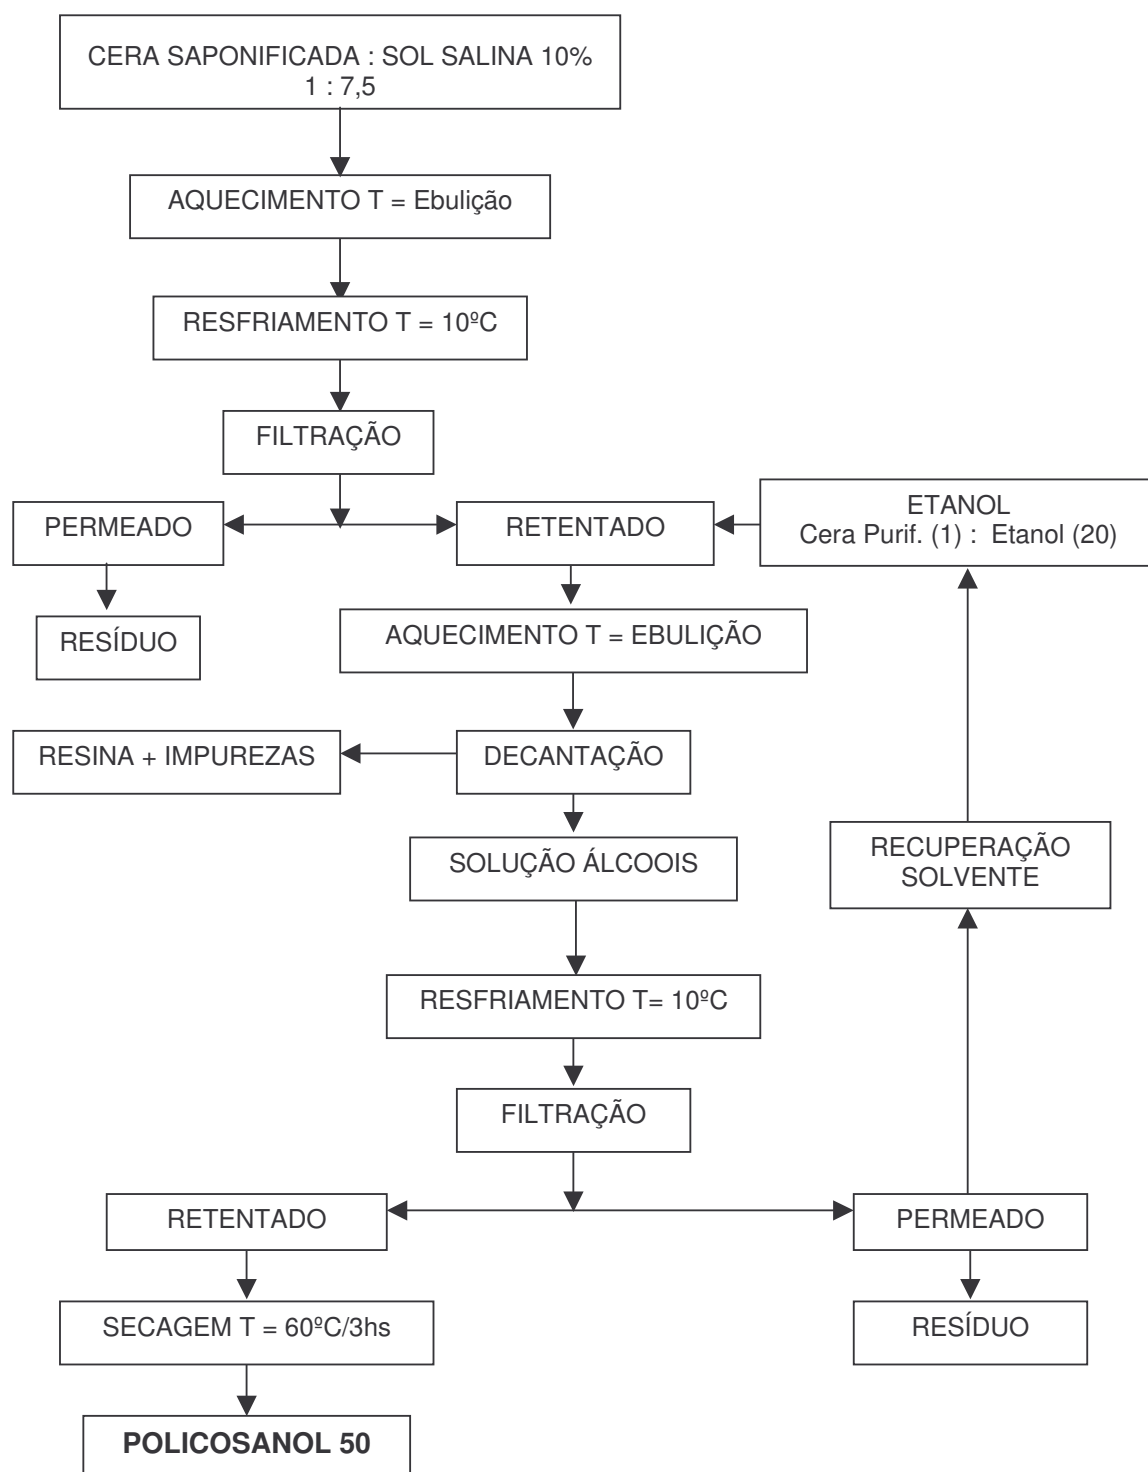 CERA SAPONIFICADA : SOL SALINA 10%
1 : 7,5
AQUECIMENTO T = Ebulição
RESFRIAMENTO T = 10ºC
FILTRAÇÃO
PERMEADO
RETENTADO
ETANOL
Cera Purif. (1) : Etanol (20)
RESÍDUO
AQUECIMENTO T = EBULIÇÃO
RESINA + IMPUREZAS
DECANTAÇÃO
SOLUÇÃO ÁLCOOIS
RECUPERAÇÃO
SOLVENTE
RESFRIAMENTO T= 10ºC
FILTRAÇÃO
RETENTADO
PERMEADO
SECAGEM T = 60ºC/3hs
RESÍDUO
POLICOSANOL 50